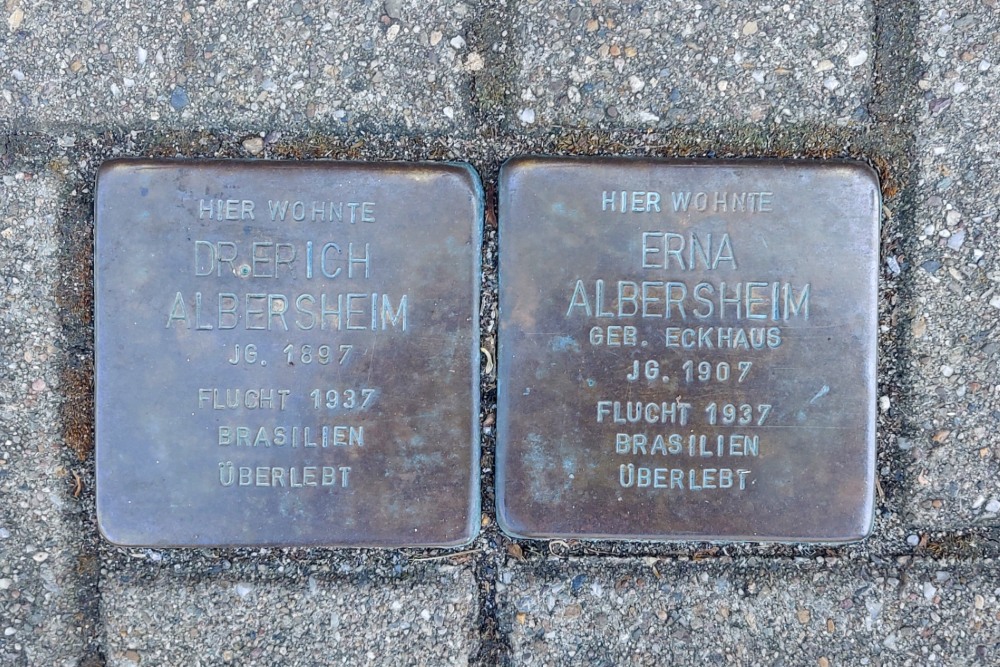 HIER WOHNTE
DR.ERICH
ALBERSHEIM
JG. 1897
FLUCHT 1937
BRASILIEN
ÜBERLEBT
HIER WOHNTE
ERNA
ALBERSHEIM
GEB. ECKHAUS
JG. 1907
FLUCHT 1937
BRASILIEN
ÜBERLEBT